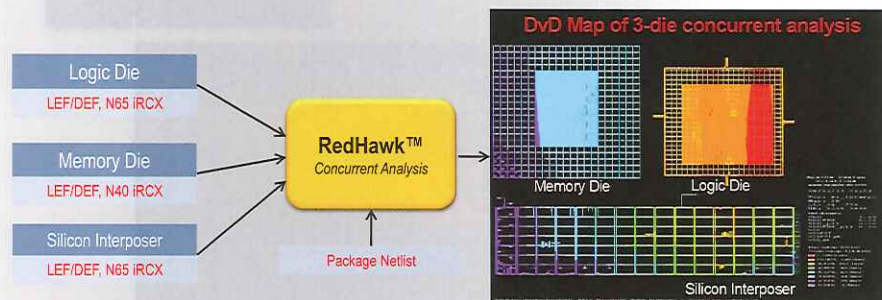 Logic Die
LEF/DEF, N65 iRCX
Memory Die
LEF/DEF, N40 iRCX
Silicon Interposer
LEF/DEF, N65 iRCX
RedHawk™
Concurrent Analysis
Package Netlist
DvD Map of 3-die concurrent analysis
Memory Die
Logic Die
Silicon Interposer